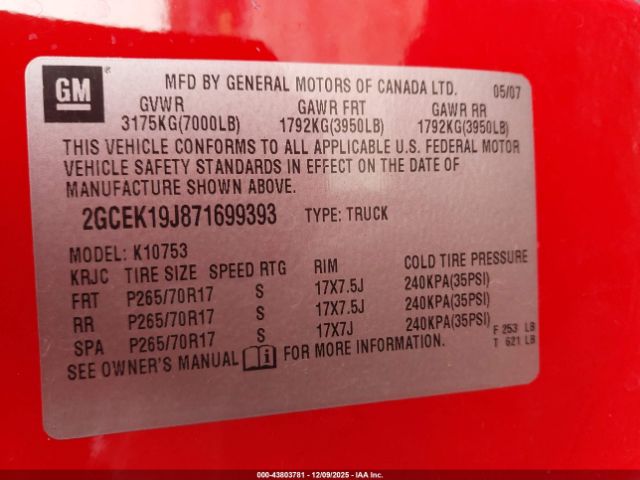 GM
MFD BY GENERAL MOTORS OF CANADA LTD. 05/07
GVWR GAWR FRT GAWR RR
3175KG(7000LB) 1792KG(3950LB) 1792KG(3950LB)
THIS VEHICLE CONFORMS TO ALL APPLICABLE U.S. FEDERAL MOTOR
VEHICLE SAFETY STANDARDS IN EFFECT ON THE DATE OF
MANUFACTURE SHOWN ABOVE.
2GCEK19J871699393 TYPE: TRUCK
MODEL: K10753
KRJC TIRE SIZE SPEED RTG RIM COLD TIRE PRESSURE
FRT P265/70R17 S 17X7.5J 240KPA(35PSI)
RR P265/70R17 S 17X7.5J 240KPA(35PSI)
SPA P265/70R17 S 17X7J 240KPA(35PSI)
SEE OWNER'S MANUAL i FOR MORE INFORMATION.
F 253 LB
T 621 LB
000-43803781 - 12/09/2025 - IAA Inc.